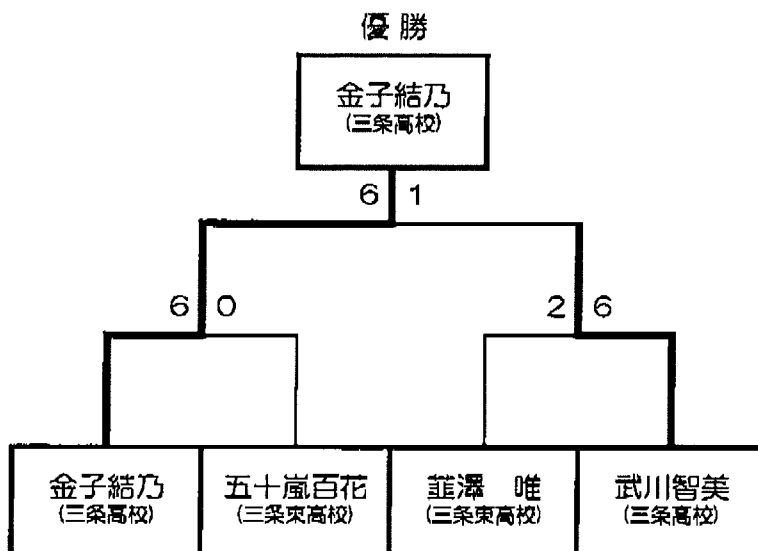 優勝
金子結乃
(三条高校)
6 1
6 0
2 6
金子結乃
(三条高校)
五十嵐百花
(三条東高校)
韮澤 唯
(三条東高校)
武川智美
(三条高校)